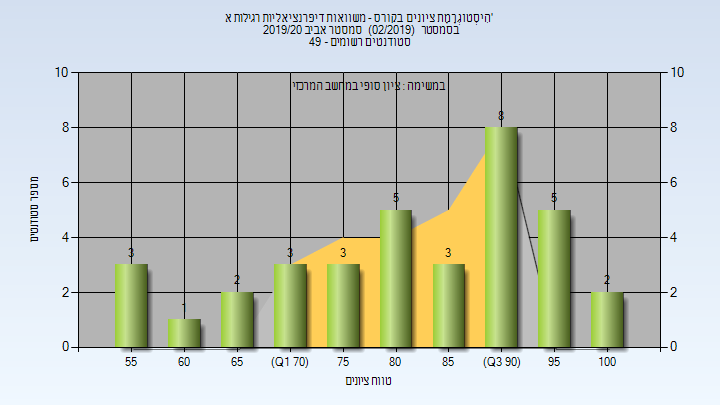 היסטוגרמת ציונים בקורס - משוואות דיפרנציאליות רגילות א'
בסמסטר (02/2019) סמסטר אביב 2019/20
סטודנטים רשומים - 49
במשימה : ציון סופי במחשב המרכזי
10 10
8 8
6 6
4 4
2 2
0 0
מספר סטודנטים
3 1 2 3 3 5 3 8 5 2
55 60 65 (Q1 70) 75 80 85 (Q3 90) 95 100
טווח ציונים